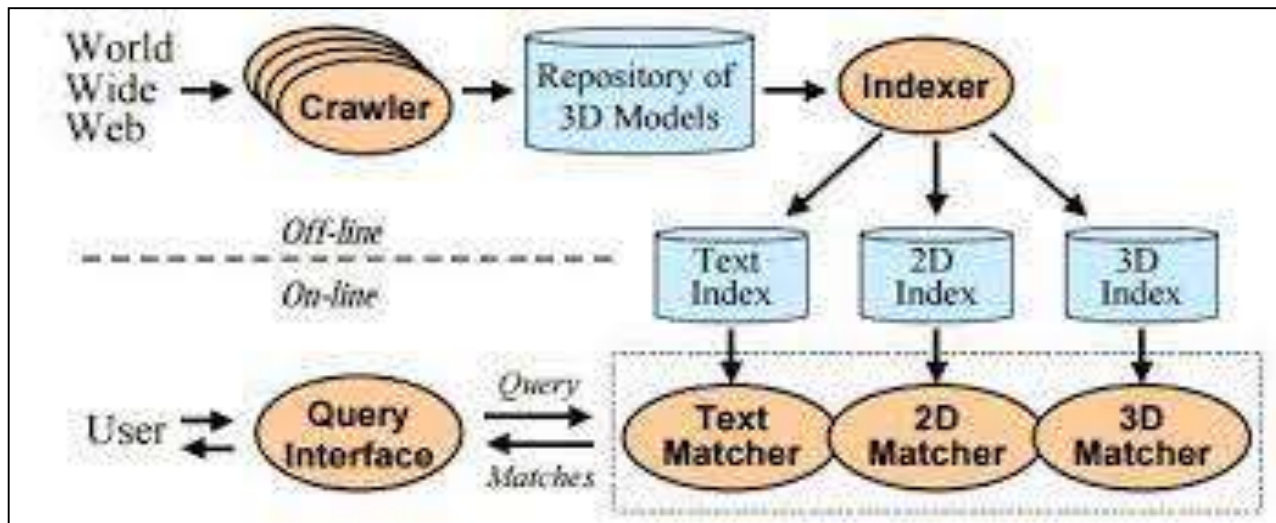 World
Wide
Web
Crawler
Repository of
3D Models
Indexer
Off-line
On-line
Text
Index
2D
Index
3D
Index
User
Query
Interface
Query
Matches
Text
Matcher
2D
Matcher
3D
Matcher